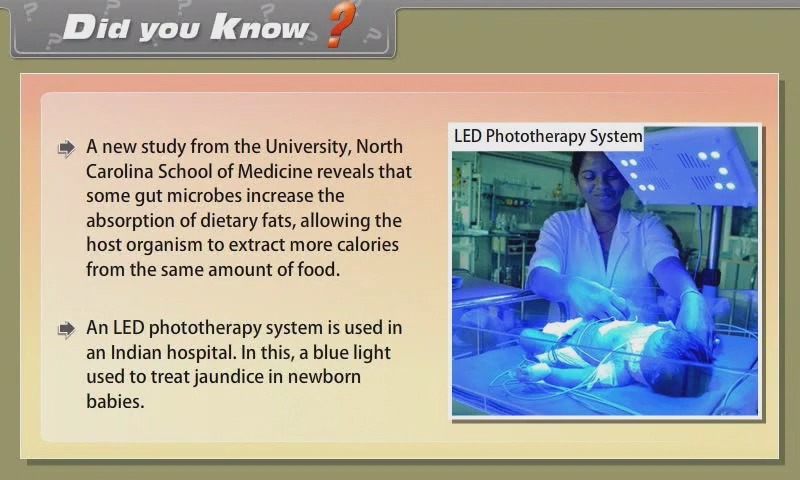 Did you Know ?
LED Phototherapy System
A new study from the University, North
Carolina School of Medicine reveals that
some gut microbes increase the
absorption of dietary fats, allowing the
host organism to extract more calories
from the same amount of food.
An LED phototherapy system is used in
an Indian hospital. In this, a blue light
used to treat jaundice in newborn
babies.